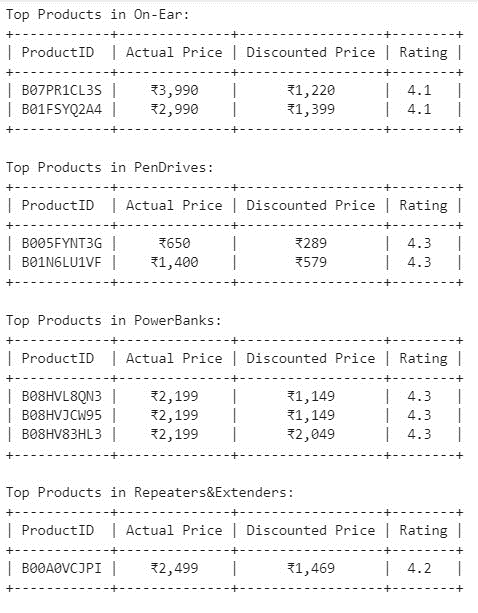 Top Products in On-Ear:
+------------+--------------+------------------+--------+
| ProductID  | Actual Price | Discounted Price | Rating |
+------------+--------------+------------------+--------+
| B07PR1CL3S |    ₹3,990    |      ₹1,220      |  4.1   |
| B01FSYQ2A4 |    ₹2,990    |      ₹1,399      |  4.1   |
+------------+--------------+------------------+--------+
Top Products in PenDrives:
+------------+--------------+------------------+--------+
| ProductID  | Actual Price | Discounted Price | Rating |
+------------+--------------+------------------+--------+
| B005FYNT3G |     ₹650     |       ₹289       |  4.3   |
| B01N6LU1VF |    ₹1,400    |       ₹579       |  4.3   |
+------------+--------------+------------------+--------+
Top Products in PowerBanks:
+------------+--------------+------------------+--------+
| ProductID  | Actual Price | Discounted Price | Rating |
+------------+--------------+------------------+--------+
| B08HVL8QN3 |    ₹2,199    |      ₹1,149      |  4.3   |
| B08HVJCW95 |    ₹2,199    |      ₹1,149      |  4.3   |
| B08HV83HL3 |    ₹2,199    |      ₹2,049      |  4.3   |
+------------+--------------+------------------+--------+
Top Products in Repeaters&Extenders:
+------------+--------------+------------------+--------+
| ProductID  | Actual Price | Discounted Price | Rating |
+------------+--------------+------------------+--------+
| B00A0VCJPI |    ₹2,499    |      ₹1,469      |  4.2   |
+------------+--------------+------------------+--------+